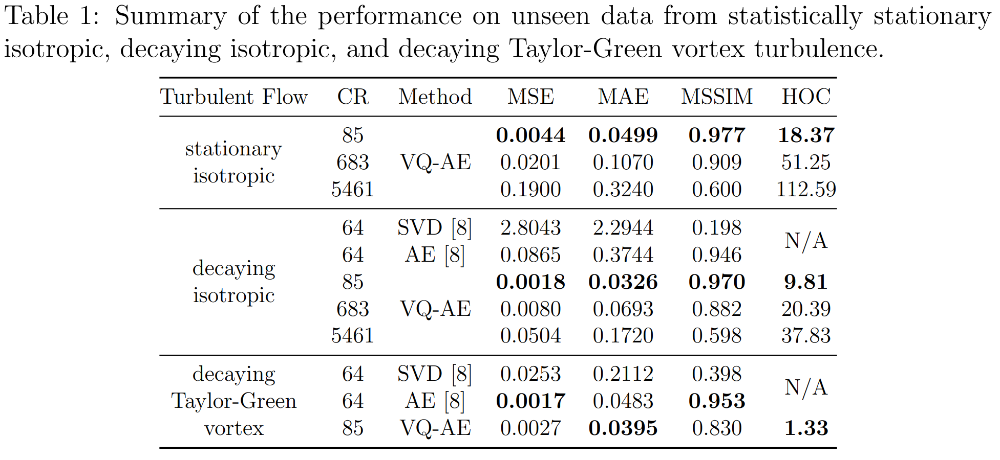 Table 1: Summary of the performance on unseen data from statistically stationary
isotropic, decaying isotropic, and decaying Taylor-Green vortex turbulence.
Turbulent Flow CR Method MSE MAE MSSIM HOC
stationary isotropic
85 0.0044 0.0499 0.977 18.37
683 VQ-AE 0.0201 0.1070 0.909 51.25
5461 0.1900 0.3240 0.600 112.59
decaying isotropic
64 SVD [8] 2.8043 2.2944 0.198 N/A
64 AE [8] 0.0865 0.3744 0.946
85 0.0018 0.0326 0.970 9.81
683 VQ-AE 0.0080 0.0693 0.882 20.39
5461 0.0504 0.1720 0.598 37.83
decaying 64 SVD [8] 0.0253 0.2112 0.398 N/A
Taylor-Green 64 AE [8] 0.0017 0.0483 0.953
vortex 85 VQ-AE 0.0027 0.0395 0.830 1.33